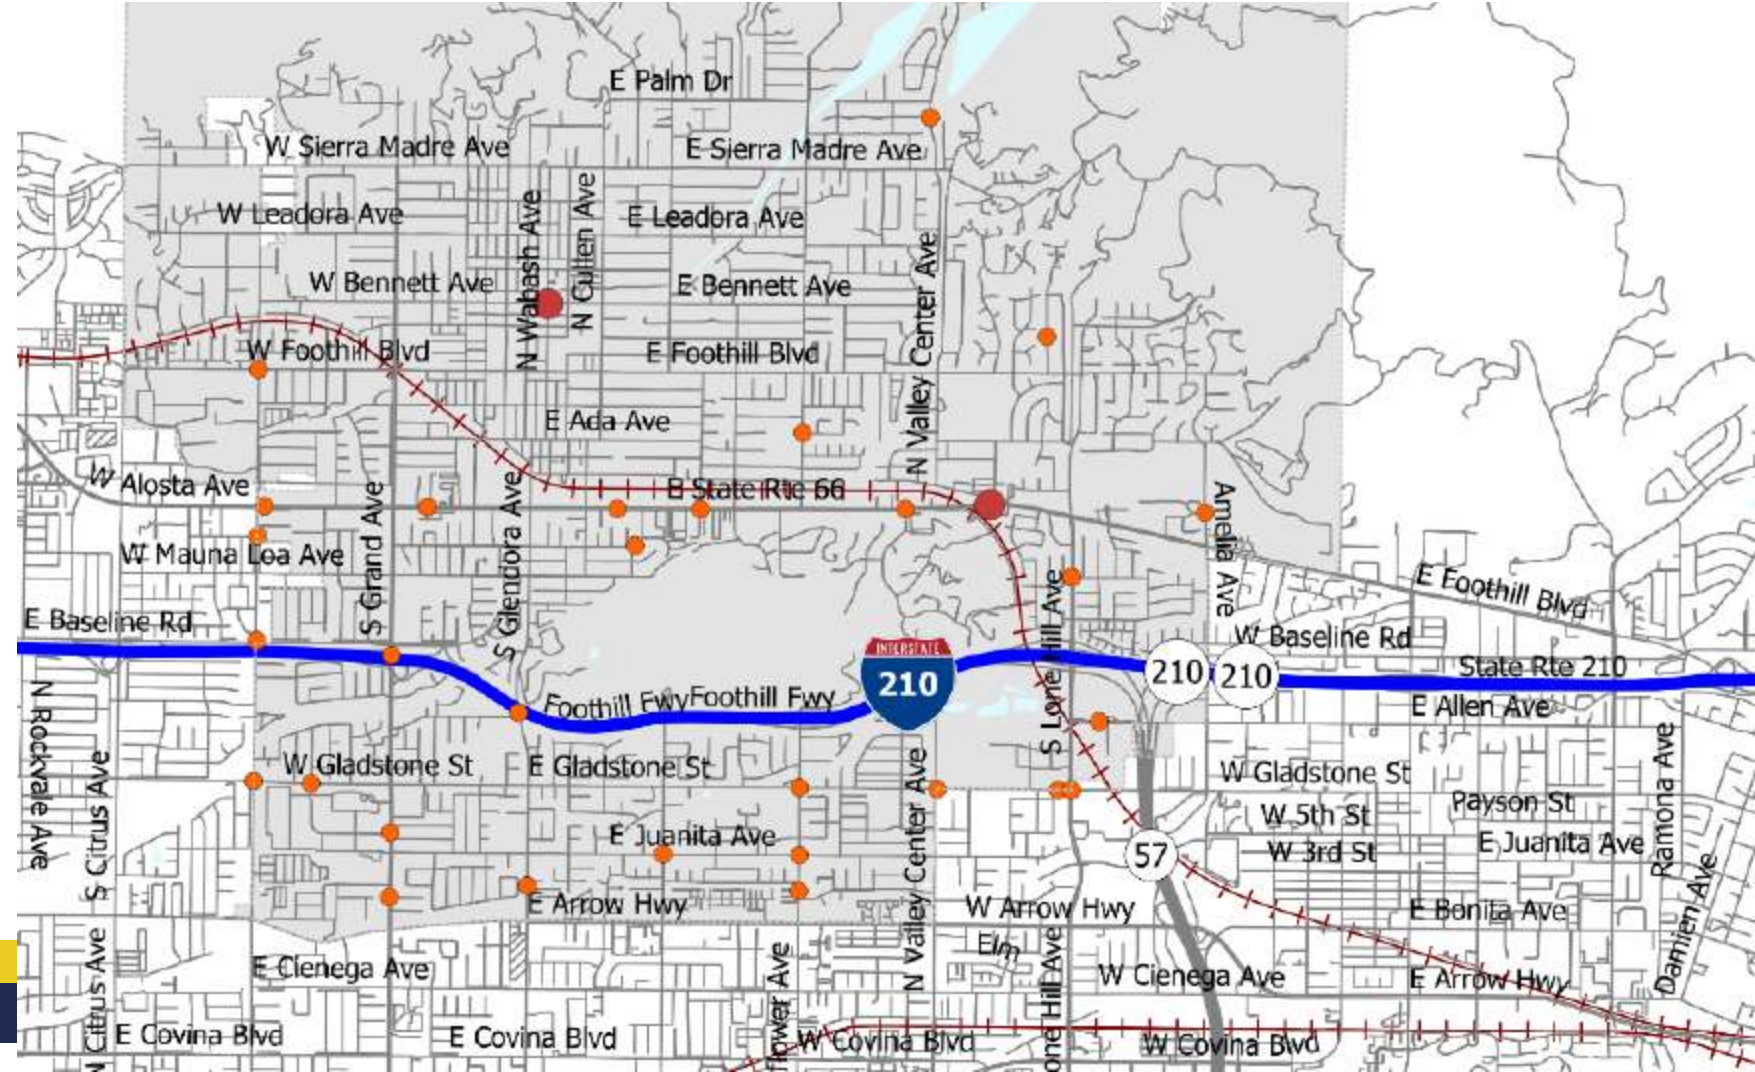 E Palm Dr
W Sierra Madre Ave
E Sierra Madre Ave
W Leadora Ave
E Leadora Ave
N Wabash Ave
N Cullen Ave
W Bennett Ave
E Bennett Ave
N Valley Center Ave
W Foothill Blvd
E Foothill Blvd
E Ada Ave
W Alosta Ave
E State Rte 66
S Grand Ave
S Glendora Ave
Amelia Ave
W Mauna Loa Ave
E Foothill Blvd
E Baseline Rd
S Lone Hill Ave
W Baseline Rd
INTERSTATE
210
210
210
State Rte 210
Foothill Fwy
Foothill Fwy
E Allen Ave
N Rockvale Ave
S Citrus Ave
W Gladstone St
E Gladstone St
N Valley Center Ave
W Gladstone St
Ramona Ave
W 5th St
Payson St
E Juanita Ave
57
W 3rd St
E Juanita Ave
Damien Ave
E Arrow Hwy
W Arrow Hwy
E Bonita Ave
N Citrus Ave
E Cienega Ave
flower Ave
Elm
one Hill Ave
W Cienega Ave
E Arrow Hwy
E Covina Blvd
E Covina Blvd
W Covina Blvd
W Covina Blvd